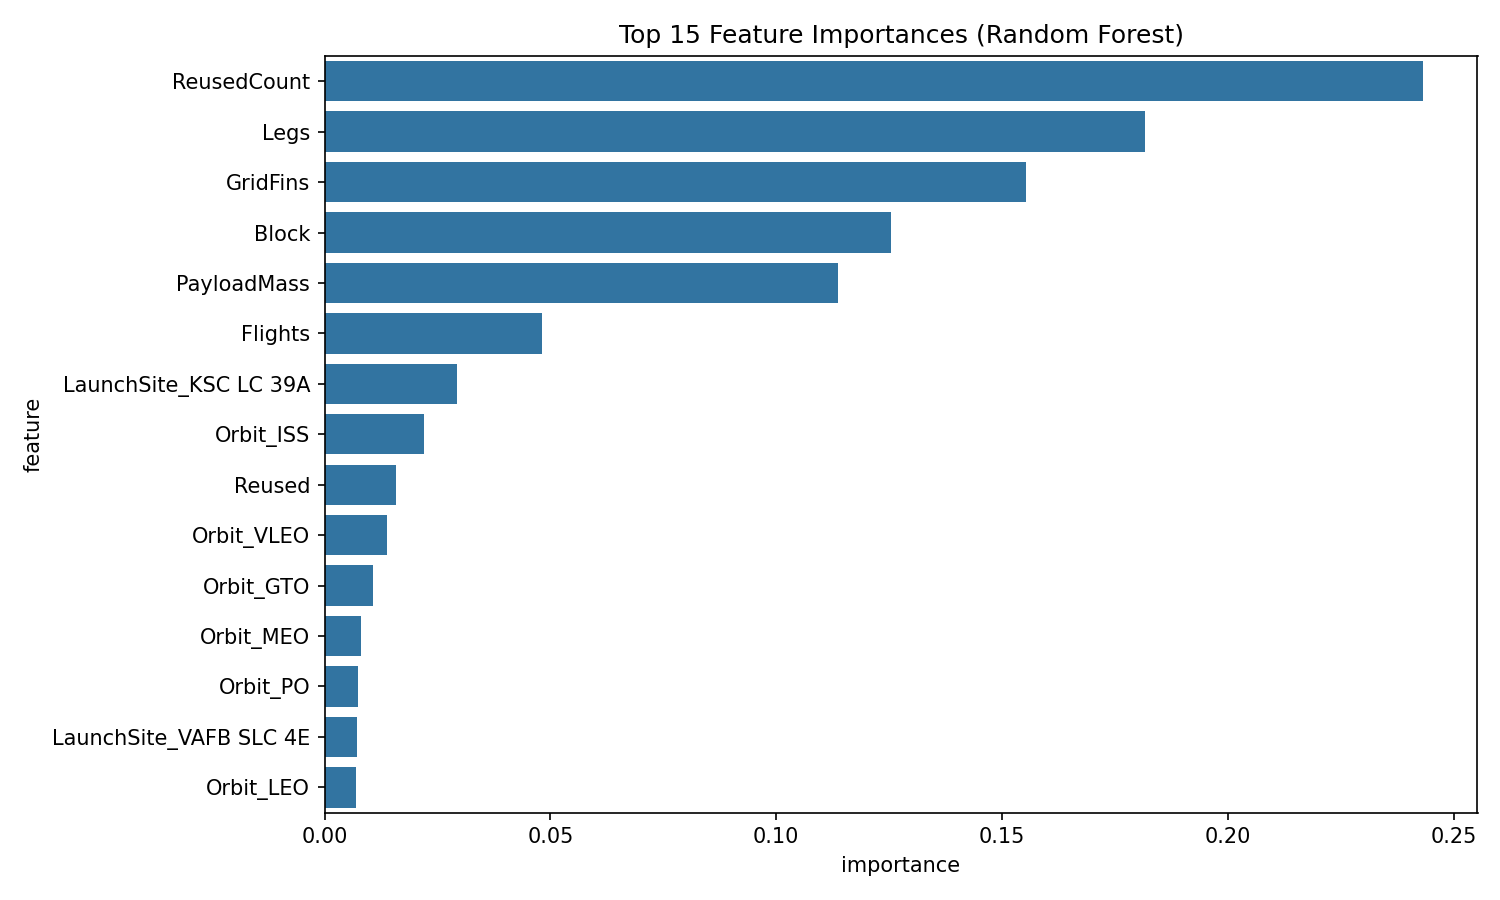 Top 15 Feature Importances (Random Forest)
ReusedCount
Legs
GridFins
Block
PayloadMass
Flights
LaunchSite_KSC LC 39A
Orbit_ISS
Reused
Orbit_VLEO
Orbit_GTO
Orbit_MEO
Orbit_PO
LaunchSite_VAFB SLC 4E
Orbit_LEO
feature
0.00 0.05 0.10 0.15 0.20 0.25
importance